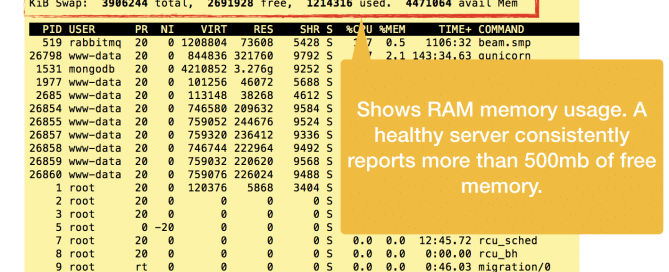 KiB Swap: 3906244 total, 2691928 free, 1214316 used. 4471064 avail Mem
PID USER PR NI VIRT RES SHR S %CPU %MEM TIME+ COMMAND
519 rabbitmq 20 0 1208804 73608 5428 S 7 0.5 1106:32 beam.smp
26798 www-data 20 0 844836 321760 9792 S 7 2.1 143:34.63 gunicorn
1531 mongodb 20 0 4210852 3.276g 9252 S
1977 www-data 20 0 101256 46072 5688 S
2685 www-data 20 0 113148 38268 4612 S
26854 www-data 20 0 746580 209632 9584 S
26855 www-data 20 0 759052 244676 9524 S
26857 www-data 20 0 759320 236412 9336 S
26858 www-data 20 0 746744 222964 9492 S
26859 www-data 20 0 759032 220620 9568 S
26860 www-data 20 0 759076 226024 9488 S
1 root 20 0 120376 5868 3404 S
2 root 20 0 0 0 0 S
3 root 20 0 0 0 0 S
5 root 0 -20 0 0 0 S
7 root 20 0 0 0 0 S 0.0 0.0 12:45.72 rcu_sched
8 root 20 0 0 0 0 S 0.0 0.0 0:00.00 rcu_bh
9 root rt 0 0 0 0 S 0.0 0.0 0:46.03 migration/0
Shows RAM memory usage. A
healthy server consistently
reports more than 500mb of free
memory.